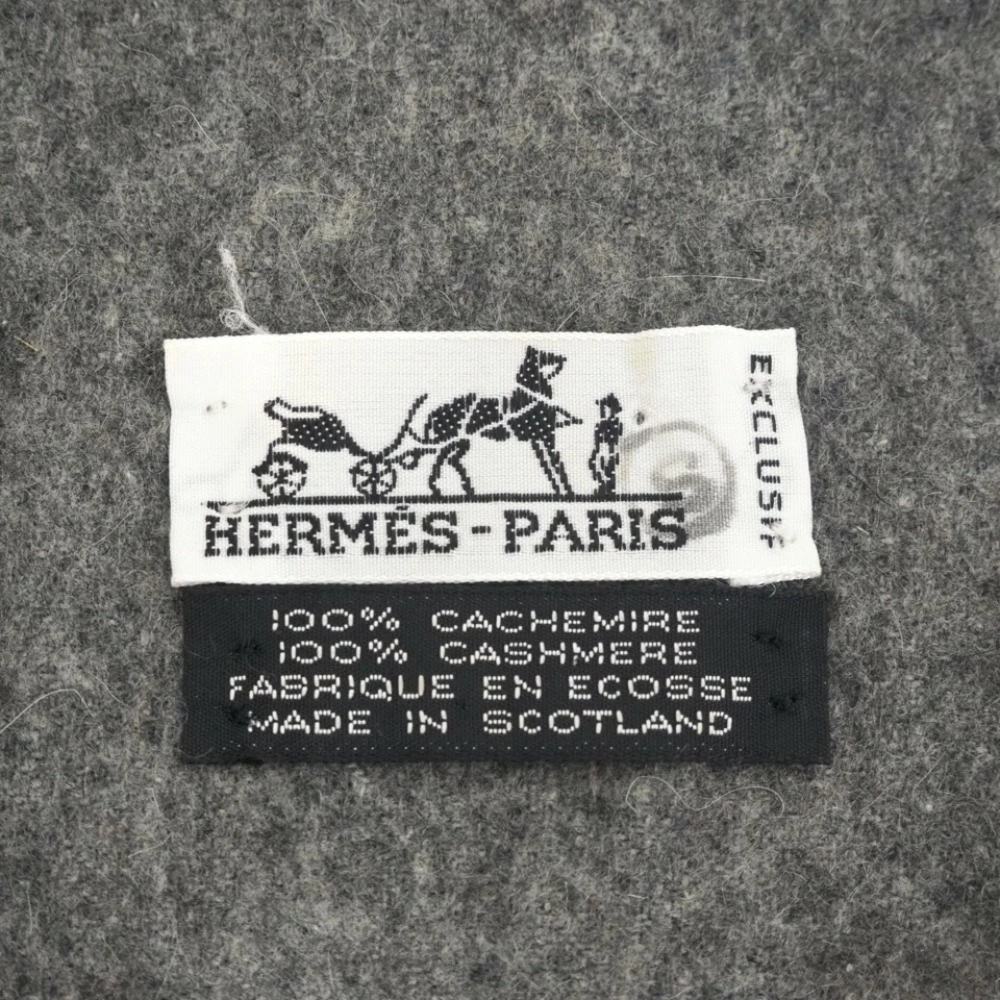 HERMÈS-PARIS
EXCLUSIF
100% CACHEMIRE
100% CASHMERE
FABRIQUE EN ECOSSE
MADE IN SCOTLAND